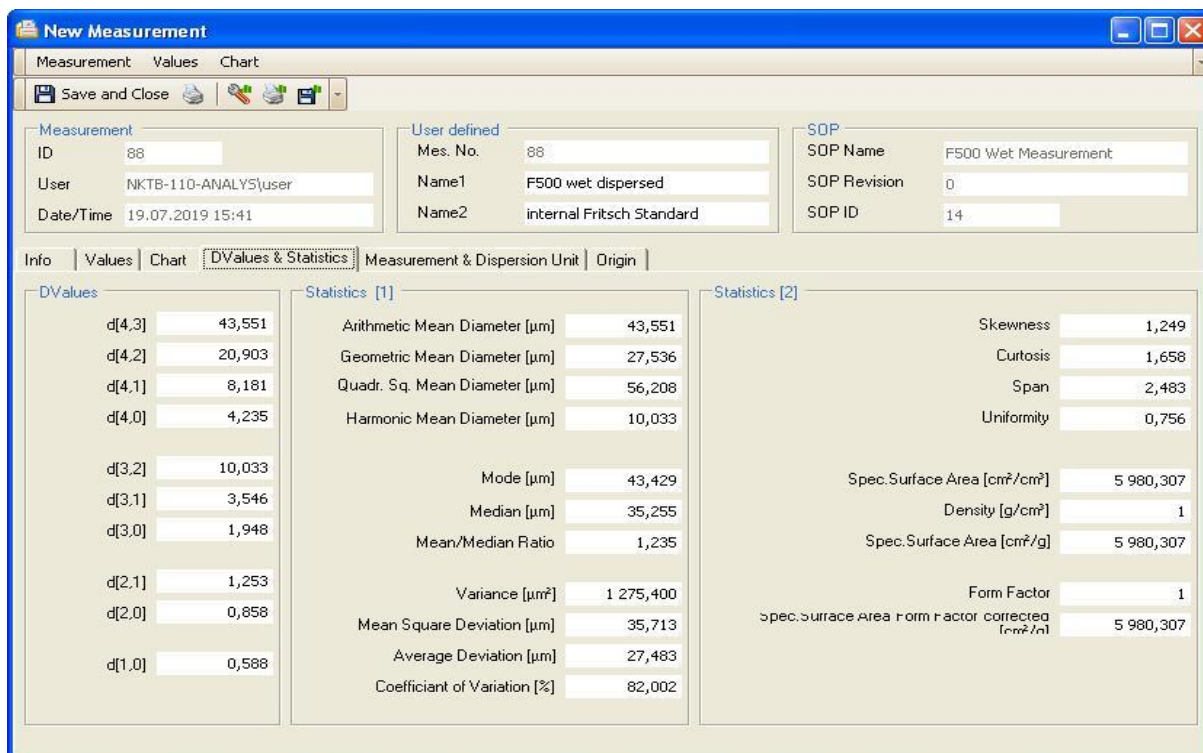 New Measurement
Measurement Values Chart
Save and Close
Measurement
ID 88
User NKTB-110-ANALYS\user
Date/Time 19.07.2019 15:41
User defined
Mes. No. 88
Name1 F500 wet dispersed
Name2 internal Fritsch Standard
SOP
SOP Name F500 Wet Measurement
SOP Revision 0
SOP ID 14
Info Values Chart DValues & Statistics Measurement & Dispersion Unit Origin
DValues
d[4,3] 43,551
d[4,2] 20,903
d[4,1] 8,181
d[4,0] 4,235
d[3,2] 10,033
d[3,1] 3,546
d[3,0] 1,948
d[2,1] 1,253
d[2,0] 0,858
d[1,0] 0,588
Statistics [1]
Arithmetic Mean Diameter [µm] 43,551
Geometric Mean Diameter [µm] 27,536
Quadr. Sq. Mean Diameter [µm] 56,208
Harmonic Mean Diameter [µm] 10,033
Mode [µm] 43,429
Median [µm] 35,255
Mean/Median Ratio 1,235
Variance [µm²] 1 275,400
Mean Square Deviation [µm] 35,713
Average Deviation [µm] 27,483
Coefficiant of Variation [%] 82,002
Statistics [2]
Skewness 1,249
Curtosis 1,658
Span 2,483
Uniformity 0,756
Spec.Surface Area [cm²/cm³] 5 980,307
Density [g/cm³] 1
Spec.Surface Area [cm²/g] 5 980,307
Form Factor 1
Spec.Surface Area Form Factor corrected
[cm²/g] 5 980,307